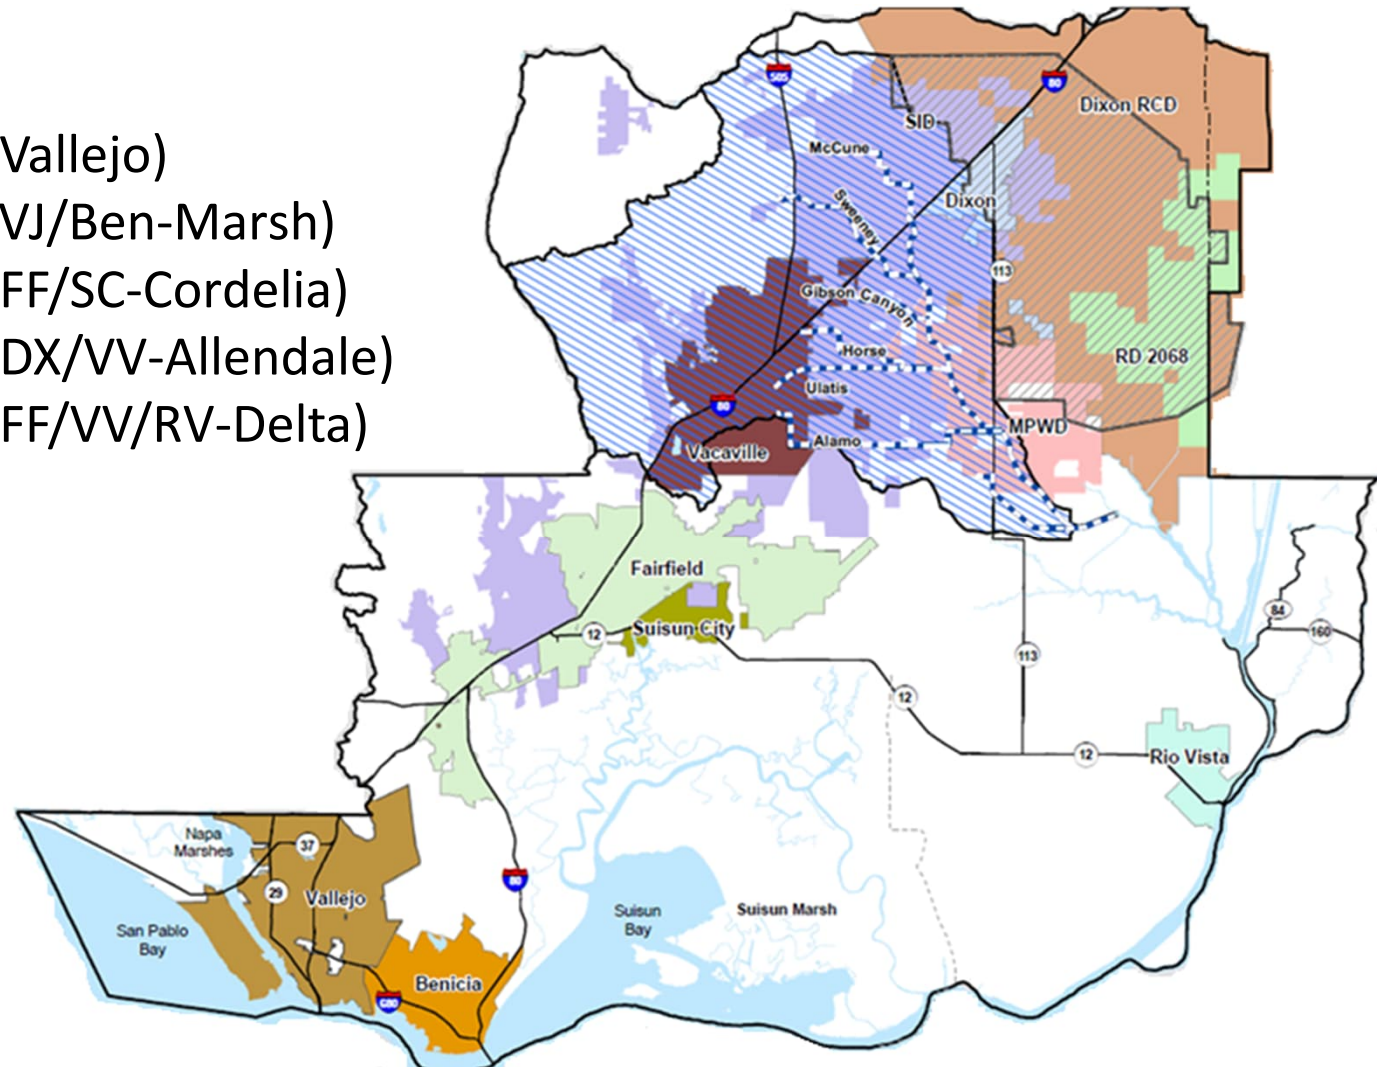 Vallejo)
VJ/Ben-Marsh)
FF/SC-Cordelia)
DX/VV-Allendale)
FF/VV/RV-Delta)
505
80
Dixon RCD
SID
McCune
Sweeney
Dixon
113
Gibson Canyon
Horse
RD 2068
Ulatis
80
MPWD
Alamo
Vacaville
Fairfield
Suisun City
12
84
160
113
12
12
Rio Vista
Napa
Marshes
37
29
Vallejo
80
San Pablo
Bay
Suisun
Bay
Suisun Marsh
Benicia
680